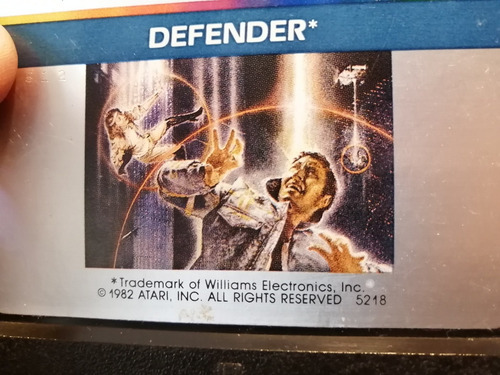 DEFENDER*
*Trademark of Williams Electronics, Inc.
© 1982 ATARI, INC. ALL RIGHTS RESERVED 5218